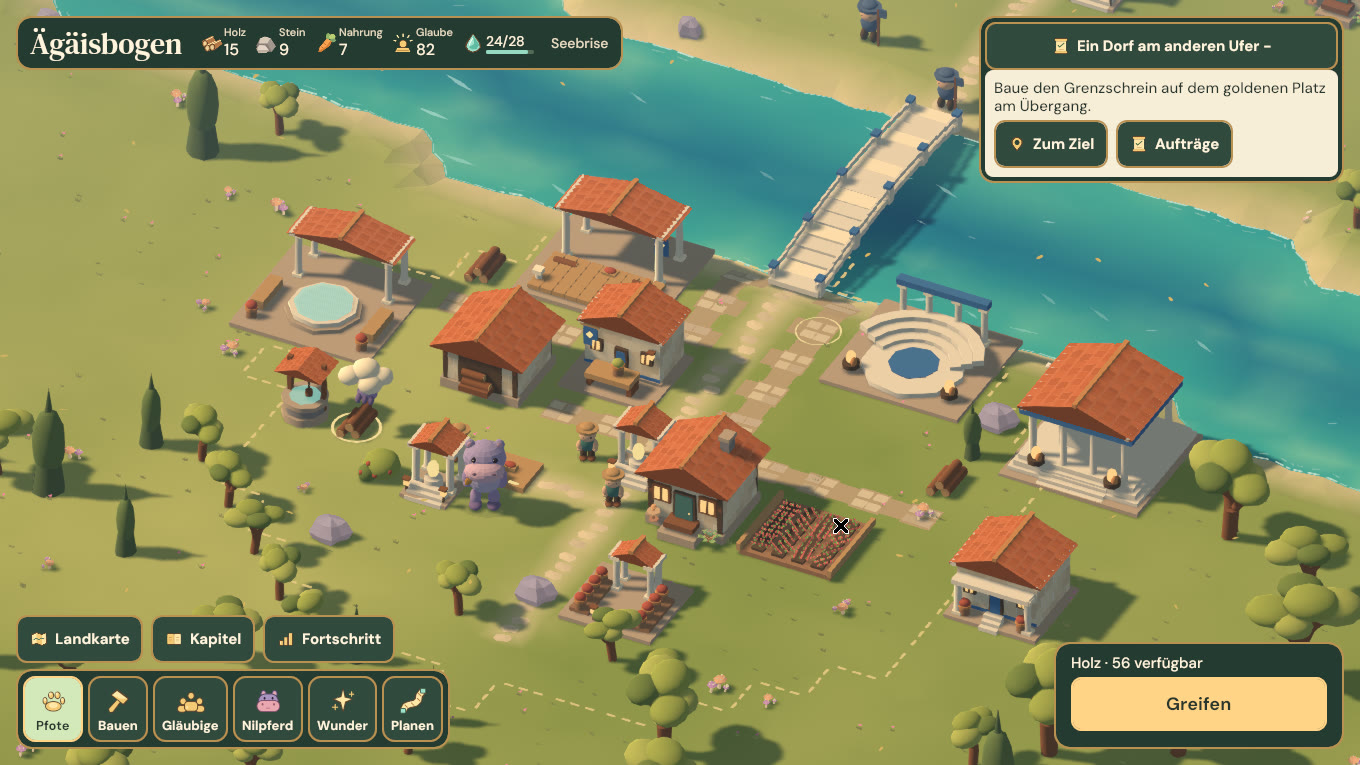 Ägäisbogen
Holz
15
Stein
9
Nahrung
7
Glaube
82
24/28
Seebrise
Ein Dorf am anderen Ufer –
Baue den Grenzschrein auf dem goldenen Platz
am Übergang.
Zum Ziel
Aufträge
Landkarte
Kapitel
Fortschritt
Pfote
Bauen
Gläubige
Nilpferd
Wunder
Planen
Holz · 56 verfügbar
Greifen